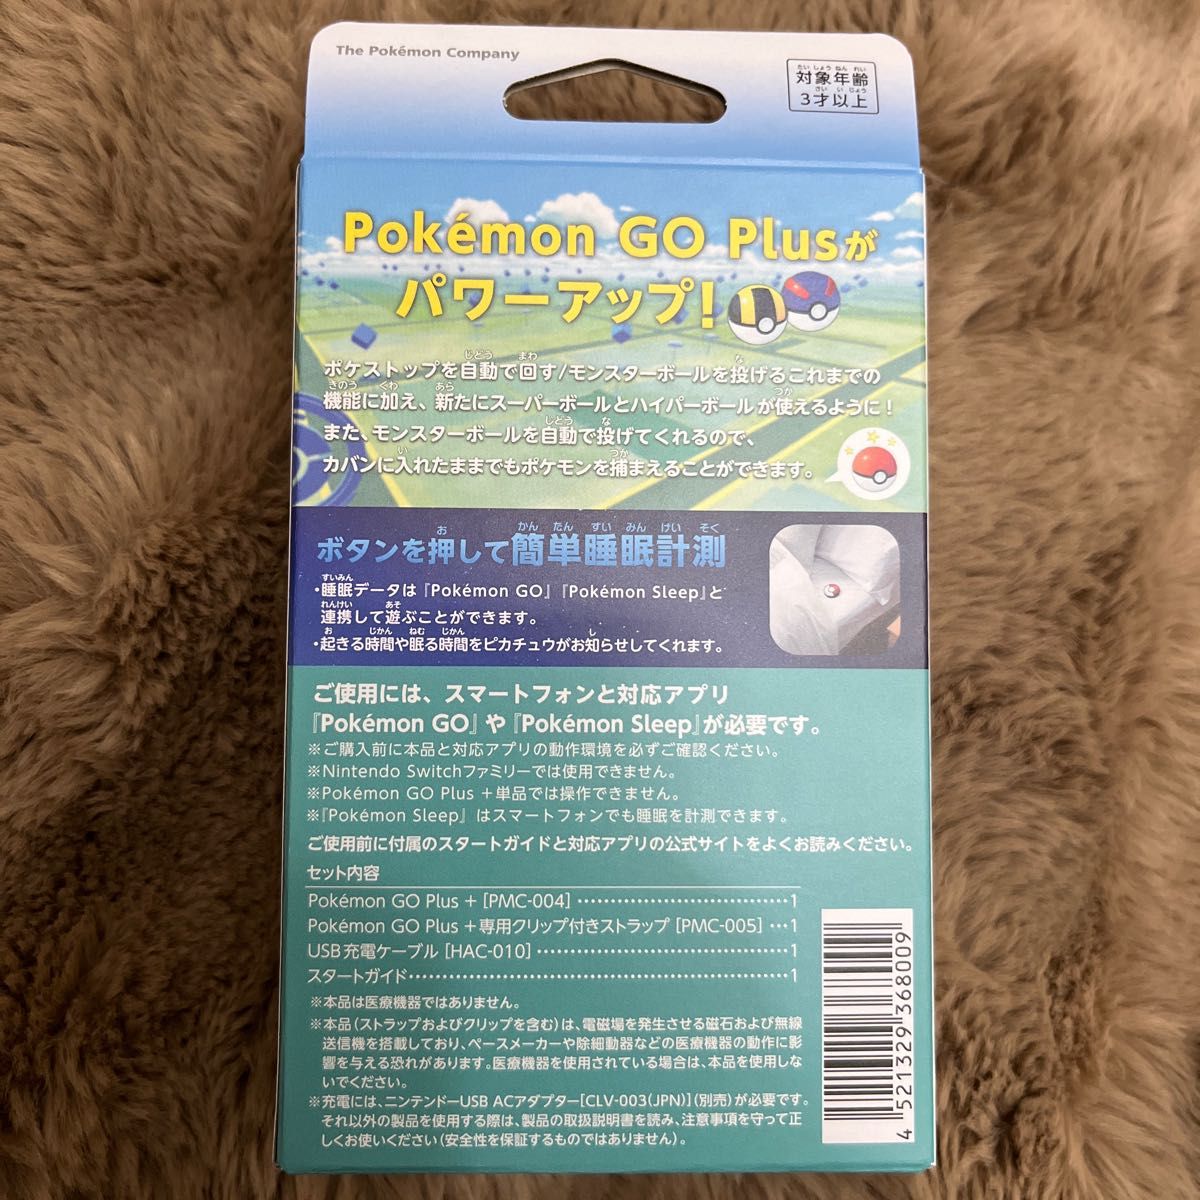 The Pokémon Company
対象年齢
3才以上
Pokémon GO Plusが
パワーアップ!
ポケストップを自動で回す/モンスターボールを投げるこれまでの
機能に加え、新たにスーパーボールとハイパーボールが使えるように!
また、モンスターボールを自動で投げてくれるので、
カバンに入れたままでもポケモンを捕まえることができます。
ボタンを押して簡単睡眠計測
・睡眠データは『Pokémon GO』『Pokémon Sleep』と
連携して遊ぶことができます。
・起きる時間や眠る時間をピカチュウがお知らせしてくれます。
ご使用には、スマートフォンと対応アプリ
『Pokémon GO』や『Pokémon Sleep』が必要です。
※ご購入前に本品と対応アプリの動作環境を必ずご確認ください。
※Nintendo Switchファミリーでは使用できません。
※Pokémon GO Plus +単品では操作できません。
※『Pokémon Sleep』はスマートフォンでも睡眠を計測できます。
ご使用前に付属のスタートガイドと対応アプリの公式サイトをよくお読みください。
セット内容
Pokémon GO Plus + [PMC-004] ……………………………1
Pokémon GO Plus +専用クリップ付きストラップ [PMC-005] …1
USB充電ケーブル [HAC-010] ……………………………………1
スタートガイド……………………………………………………1
※本品は医療機器ではありません。
※本品(ストラップおよびクリップを含む)は、電磁場を発生させる磁石および無線
送信機を搭載しており、ペースメーカーや除細動器などの医療機器の動作に影
響を与える恐れがあります。医療機器を使用されている場合は、本品を使用しな
いでください。
※充電には、ニンテンドーUSB ACアダプター[CLV-003(JPN)](別売)が必要です。
それ以外の製品を使用する際は、製品の取扱説明書を読み、注意事項を守って正
しくお使いください(安全性を保証するものではありません)。
4 521329 368009